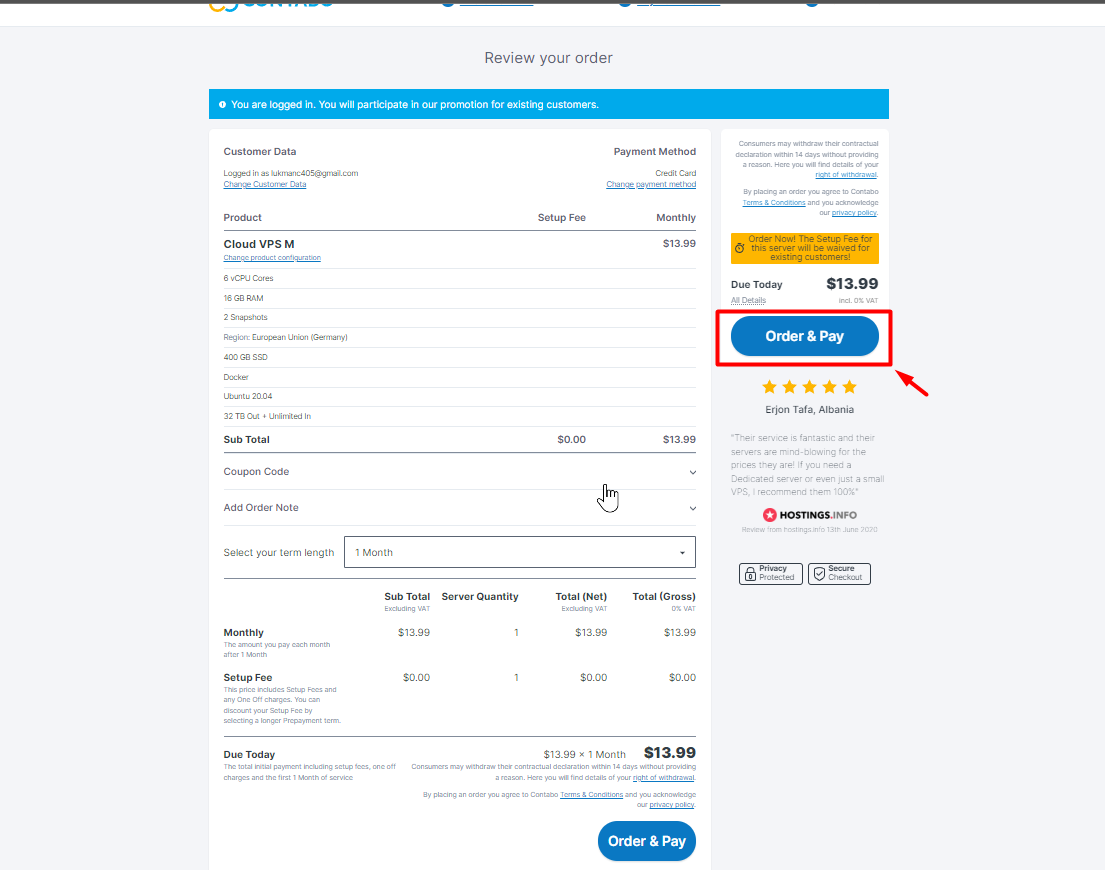 CONTABO
Review your order
You are logged in. You will participate in our promotion for existing customers.
Customer Data
Payment Method
Logged in as lukmanc405@gmail.com
Credit Card
Change Customer Data
Change payment method
Product Setup Fee Monthly
Cloud VPS M $13.99
Change product configuration
6 vCPU Cores
16 GB RAM
2 Snapshots
Region: European Union (Germany)
400 GB SSD
Docker
Ubuntu 20.04
32 TB Out + Unlimited In
Sub Total $0.00 $13.99
Coupon Code
Add Order Note
Select your term length 1 Month
Sub Total Server Quantity Total (Net) Total (Gross)
Excluding VAT Excluding VAT 0% VAT
Monthly $13.99 1 $13.99 $13.99
The amount you pay each month
after 1 Month
Setup Fee $0.00 1 $0.00 $0.00
This price includes Setup Fees and
any One Off charges. You can
discount your Setup Fee by
selecting a longer Prepayment term.
Due Today $13.99 × 1 Month $13.99
The total initial payment including setup fees, one off
charges and the first 1 Month of service
Consumers may withdraw their contractual declaration within 14 days without providing
a reason. Here you will find details of your right of withdrawal.
By placing an order you agree to Contabo Terms & Conditions and you acknowledge
our privacy policy.
Order & Pay
Consumers may withdraw their contractual
declaration within 14 days without providing
a reason. Here you will find details of your
right of withdrawal.
By placing an order you agree to Contabo
Terms & Conditions and you acknowledge
our privacy policy.
Order Now! The Setup Fee for
this server will be waived for
existing customers!
Due Today $13.99
All Details incl. 0% VAT
Order & Pay
Erjon Tafa, Albania
"Their service is fantastic and their
servers are mind-blowing for the
prices they are! If you need a
Dedicated server or even just a small
VPS, I recommend them 100%"
HOSTINGS.INFO
Review from hostings.info 13th June 2020
Privacy
Protected
Secure
Checkout